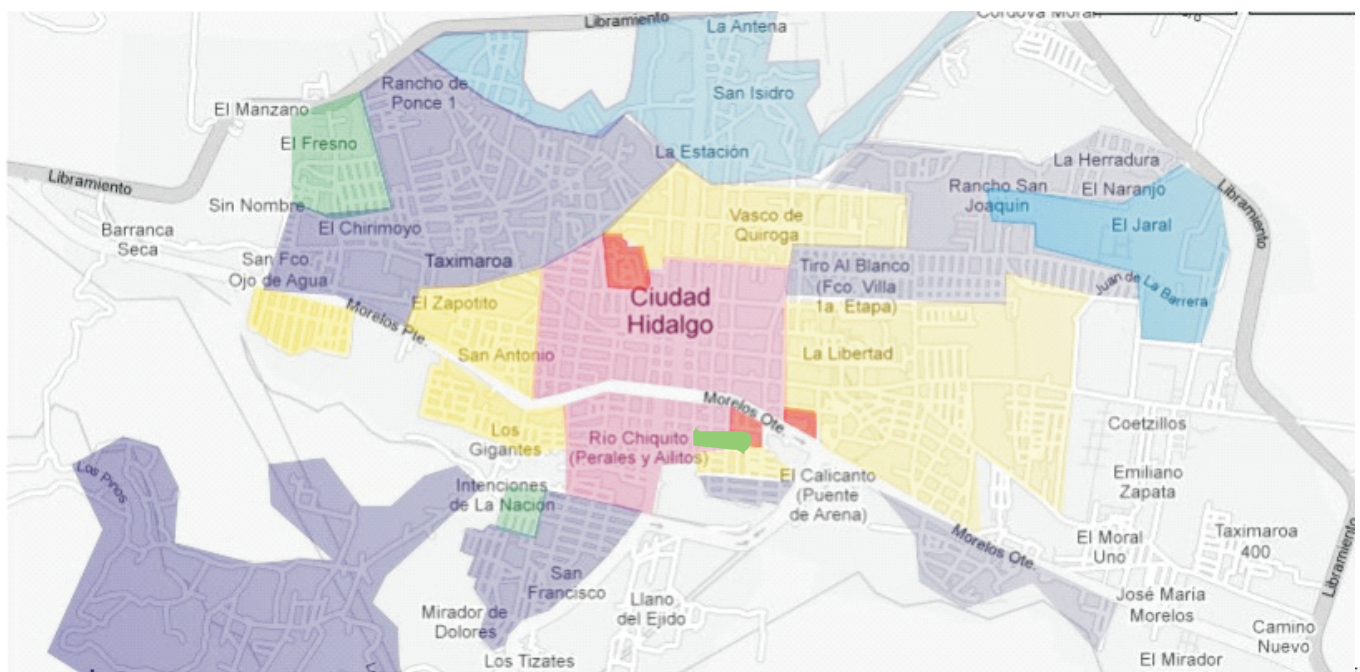 Libramiento
La Antena
Rancho de
Ponce 1
El Manzano
San Isidro
El Fresno
La Estación
La Herradura
Libramiento
Rancho San
Joaquin
El Naranjo
Libramiento
Sin Nombre
Vasco de
Quiroga
El Jaral
Barranca
Seca
El Chirimoyo
San Fco.
Ojo de Agua
Taximaroa
Tiro Al Blanco
(Fco. Villa
1a. Etapa)
Juan de La Barrera
Ciudad
Hidalgo
El Zapotito
Morelos Pte.
San Antonio
La Libertad
Morelos Ote.
Los
Gigantes
Río Chiquito
(Perales y Ailitos)
Coetzillos
Los Pinos
Intenciones
de La Nación
El Calicanto
(Puente
de Arena)
Emiliano
Zapata
Morelos Ote.
El Moral
Uno
Taximaroa
400
Libramiento
San
Francisco
Mirador de
Dolores
Llano
del Ejido
José María
Morelos
Camino
Nuevo
Los Tizates
El Mirador